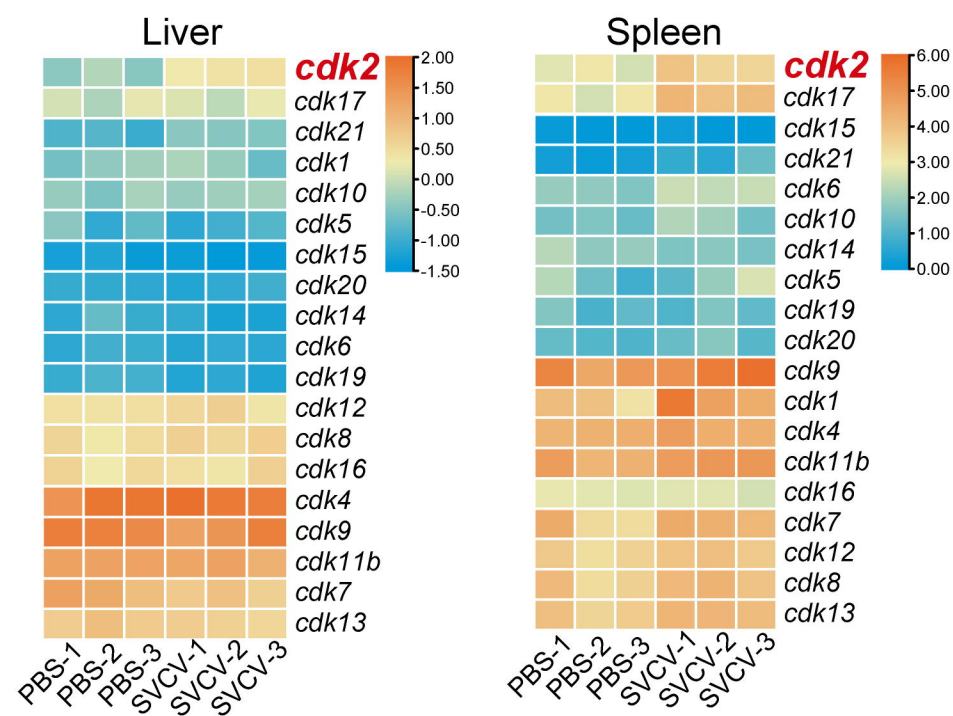 Liver
cdk2
cdk17
cdk21
cdk1
cdk10
cdk5
cdk15
cdk20
cdk14
cdk6
cdk19
cdk12
cdk8
cdk16
cdk4
cdk9
cdk11b
cdk7
cdk13
2.00
1.50
1.00
0.50
0.00
-0.50
-1.00
-1.50
PBS-1
PBS-2
PBS-3
SVCV-1
SVCV-2
SVCV-3
Spleen
cdk2
cdk17
cdk15
cdk21
cdk6
cdk10
cdk14
cdk5
cdk19
cdk20
cdk9
cdk1
cdk4
cdk11b
cdk16
cdk7
cdk12
cdk8
cdk13
6.00
5.00
4.00
3.00
2.00
1.00
0.00
PBS-1
PBS-2
PBS-3
SVCV-1
SVCV-2
SVCV-3